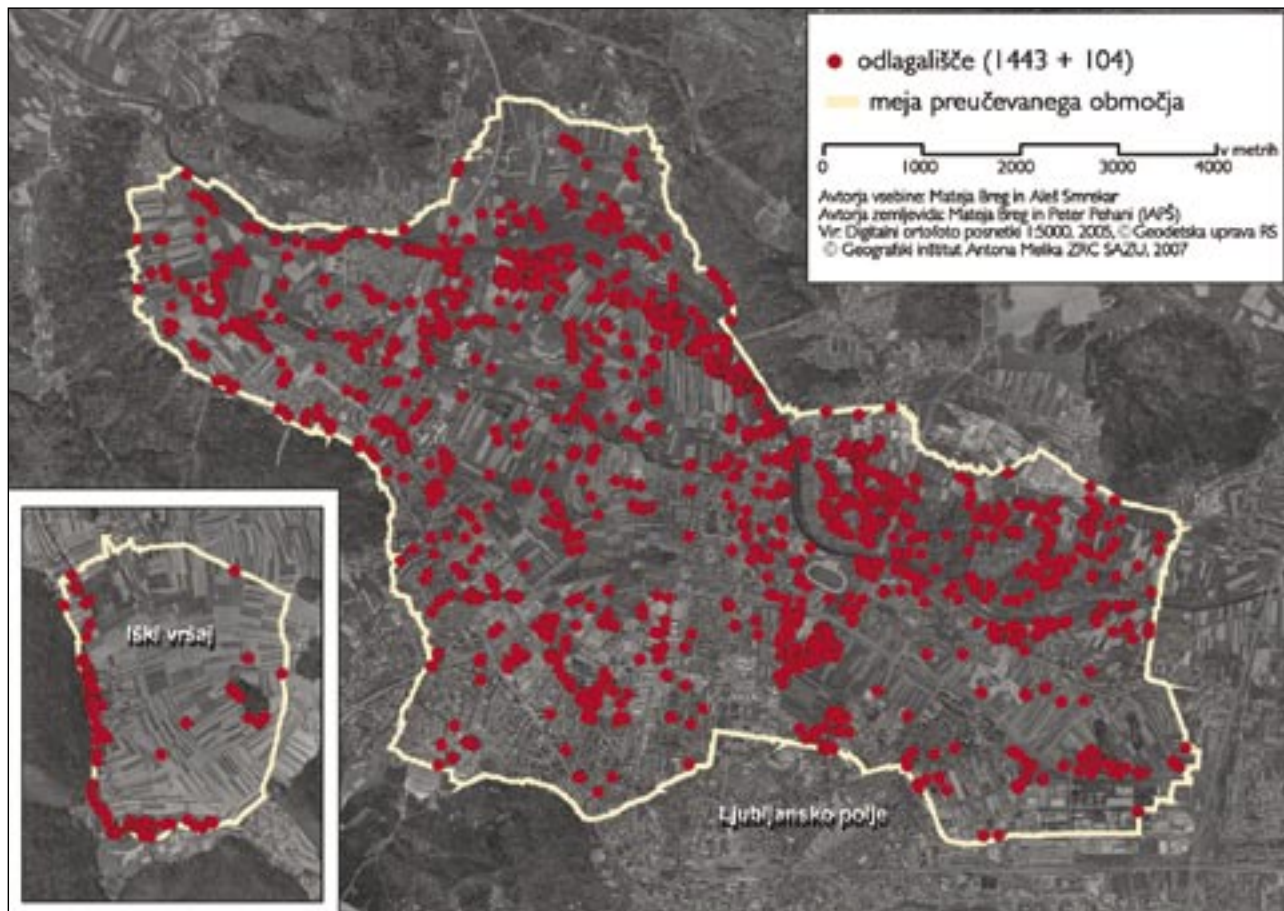 odlagališče (1443 + 104)
meja preučevanega območja
0 1000 2000 3000 4000 v metrih
Avtorja vsebine: Mateja Breg in Aleš Smrekar
Avtorja zemljevida: Mateja Breg in Peter Pehani (IAPŠ)
Vir: Digitalni ortofoto posnetki 1:5000, 2005, © Geodetska uprava RS
© Geografski inštitut Antona Melika ZRC SAZU, 2007
Iški vršaj
Ljubljansko polje